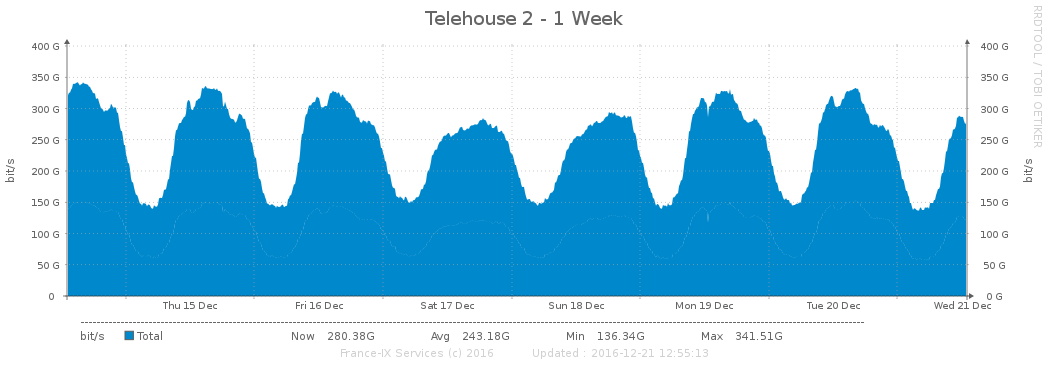 Telehouse 2 - 1 Week
RRDTOOL / TOBI OETIKER
400 G 400 G
350 G 350 G
300 G 300 G
250 G 250 G
200 G 200 G
150 G 150 G
100 G 100 G
50 G 50 G
0 0 G
bit/s bit/s
Thu 15 Dec Fri 16 Dec Sat 17 Dec Sun 18 Dec Mon 19 Dec Tue 20 Dec Wed 21 Dec
bit/s Total Now 280.38G Avg 243.18G Min 136.34G Max 341.51G
France-IX Services (c) 2016 Updated : 2016-12-21 12:55:13